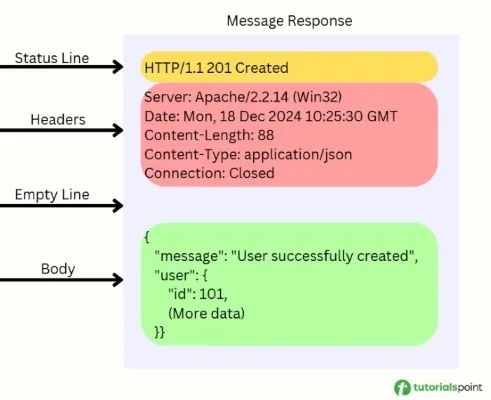 Message Response
Status Line
HTTP/1.1 201 Created
Headers
Server: Apache/2.2.14 (Win32)
Date: Mon, 18 Dec 2024 10:25:30 GMT
Content-Length: 88
Content-Type: application/json
Connection: Closed
Empty Line
Body
{
"message": "User successfully created",
"user": {
"id": 101,
(More data)
}}
tutorialspoint